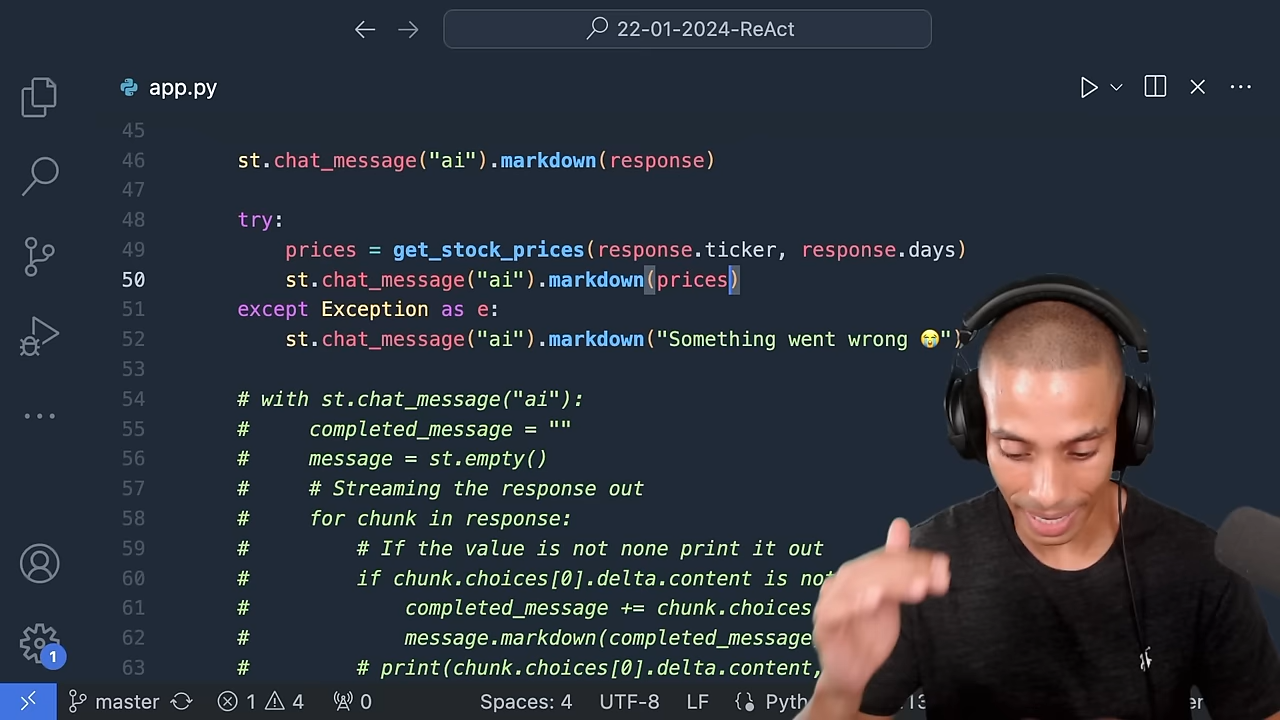 22-01-2024-ReAct
app.py
45
46 st.chat_message("ai").markdown(response)
47
48 try:
49 prices = get_stock_prices(response.ticker, response.days)
50 st.chat_message("ai").markdown(prices)
51 except Exception as e:
52 st.chat_message("ai").markdown("Something went wrong 😭")
53
54 # with st.chat_message("ai"):
55 # completed_message = ""
56 # message = st.empty()
57 # # Streaming the response out
58 # for chunk in response:
59 # # If the value is not none print it out
60 # if chunk.choices[0].delta.content is not
61 # completed_message += chunk.choices
62 # message.markdown(completed_message
63 # # print(chunk.choices[0].delta.content,
1
master 1 4 0 Spaces: 4 UTF-8 LF Pyth